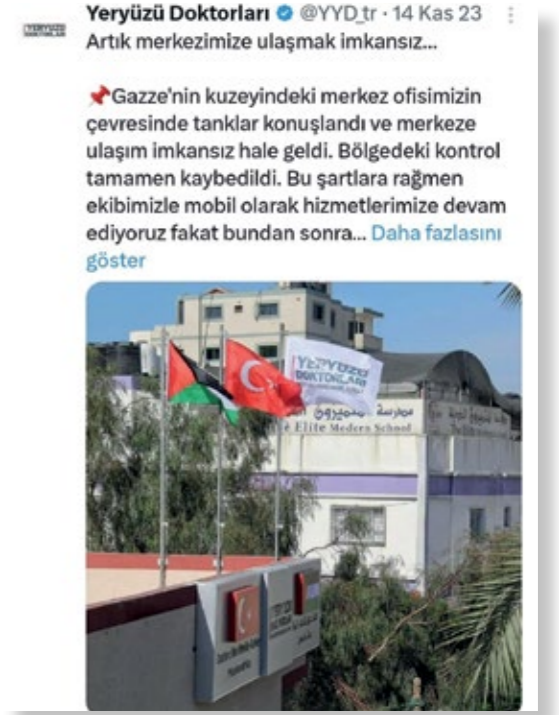 Yeryüzü Doktorları @YYD_tr · 14 Kas 23
Artık merkezimize ulaşmak imkansız...
📌Gazze'nin kuzeyindeki merkez ofisimizin
çevresinde tanklar konuşlandı ve merkeze
ulaşım imkansız hale geldi. Bölgedeki kontrol
tamamen kaybedildi. Bu şartlara rağmen
ekibimizle mobil olarak hizmetlerimize devam
ediyoruz fakat bundan sonra... Daha fazlasını
göster
YERYÜZÜ
DOKTORLARI
مدرسة
Elite Modern School